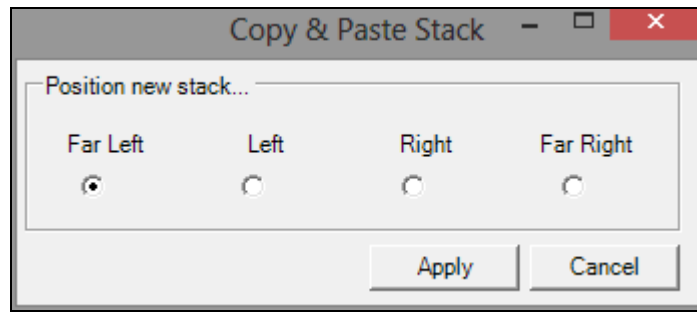 Copy & Paste Stack
Position new stack...
Far Left Left Right Far Right
Apply Cancel